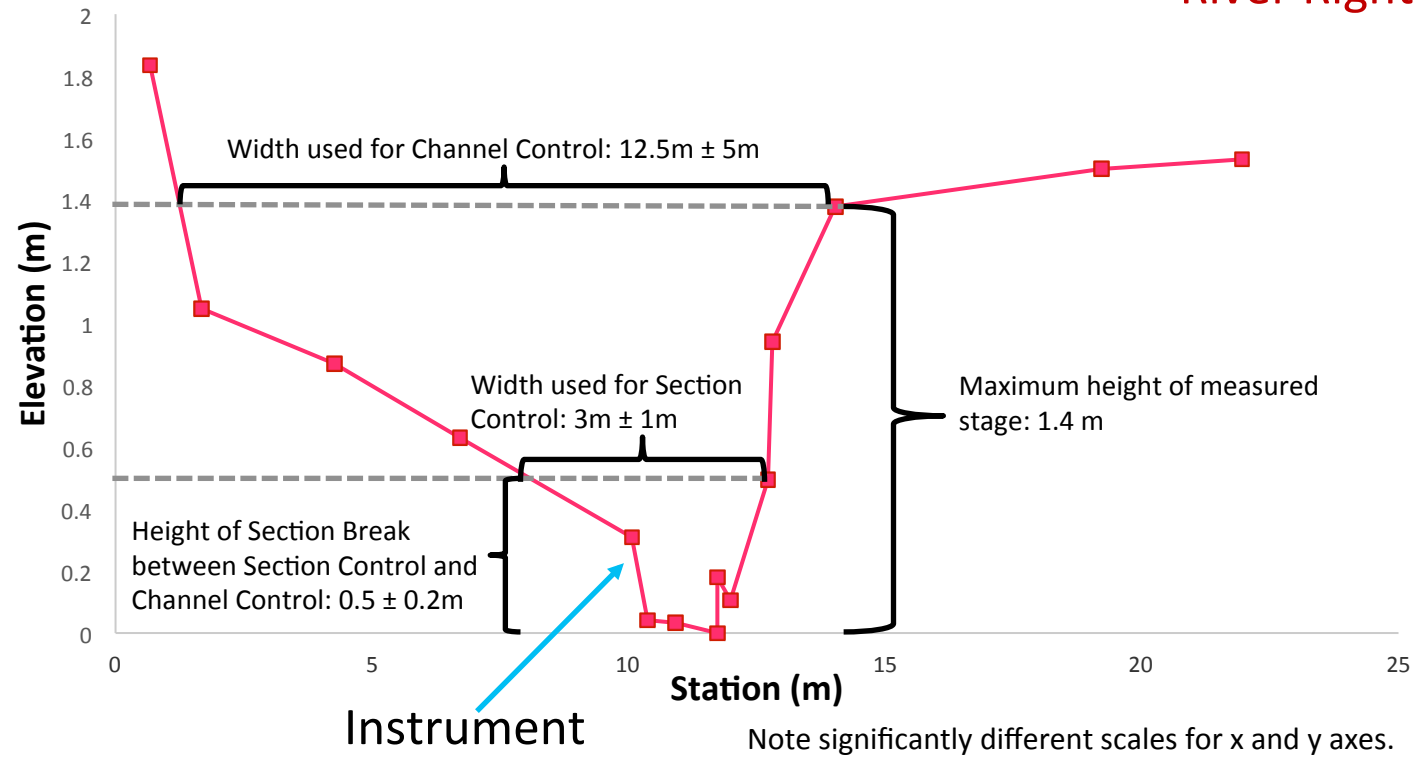 River Right
2
1.8
1.6
1.4
1.2
1
0.8
0.6
0.4
0.2
0
Elevation (m)
Width used for Channel Control: 12.5m ± 5m
Width used for Section
Control: 3m ± 1m
Maximum height of measured
stage: 1.4 m
Height of Section Break
between Section Control and
Channel Control: 0.5 ± 0.2m
0 5 10 15 20 25
Station (m)
Instrument
Note significantly different scales for x and y axes.